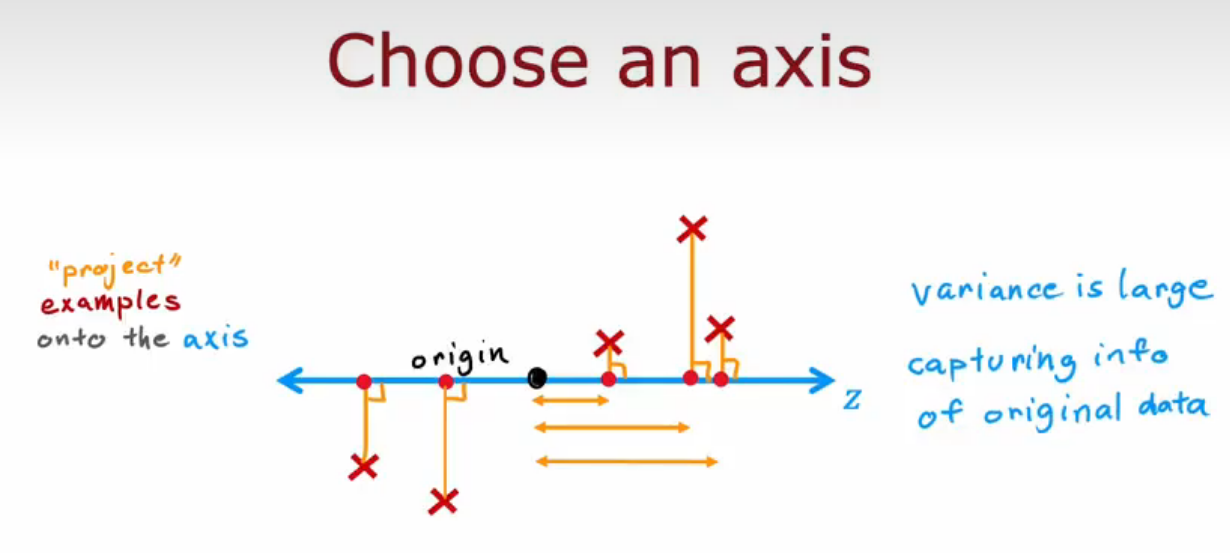 Choose an axis
"project"
examples
onto the axis
origin
z
variance is large
capturing info
of original data